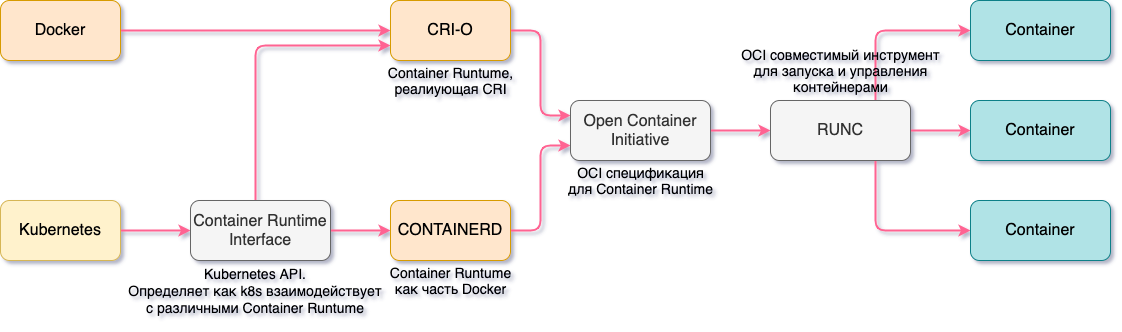 Docker
CRI-O
Container Runtume,
реалиующая CRI
Container
OCI совместимый инструмент
для запуска и управления
контейнерами
Open Container
Initiative
OCI спецификация
для Container Runtime
RUNC
Container
Kubernetes
Container Runtime
Interface
Kubernetes API.
Определяет как k8s взаимодействует
с различными Container Runtume
CONTAINERD
Container Runtume
как часть Docker
Container